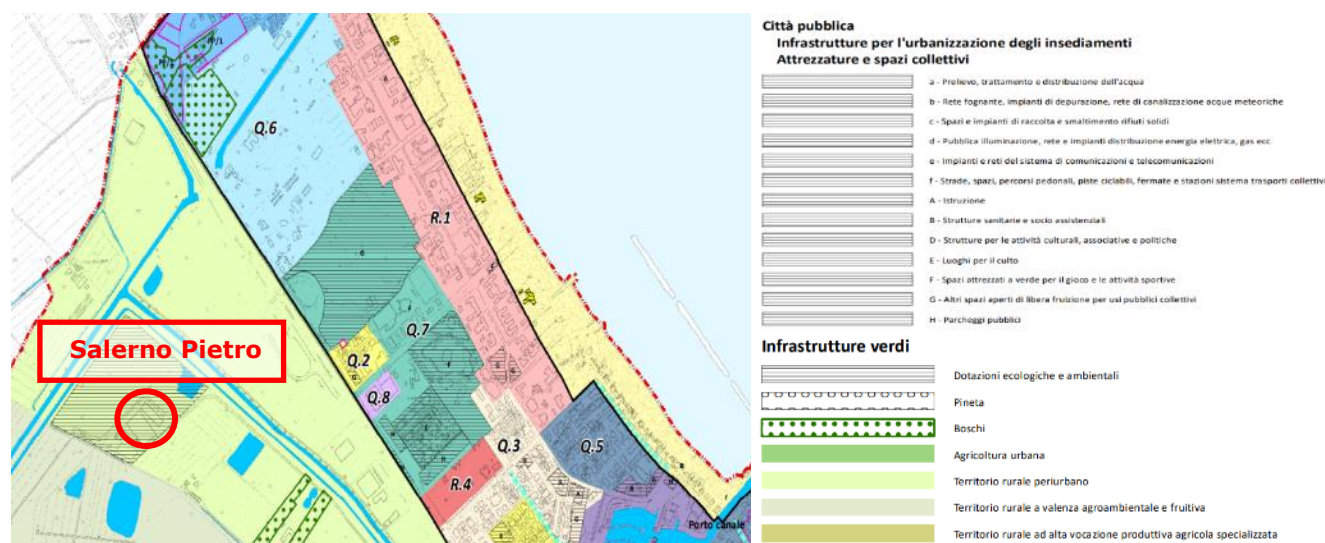 PP/1
Q.6
R.1
Q.7
Q.2
Q.8
Q.3
Q.5
R.4
Porto Canale
Salerno Pietro
Città pubblica
Infrastrutture per l'urbanizzazione degli insediamenti
Attrezzature e spazi collettivi
a - Prelievo, trattamento e distribuzione dell'acqua
b - Rete fognante, impianti di depurazione, rete di canalizzazione acque meteoriche
c - Spazi e impianti di raccolta e smaltimento rifiuti solidi
d - Pubblica illuminazione, rete e impianti distribuzione energia elettrica, gas ecc
e - Impianti e reti del sistema di comunicazioni e telecomunicazioni
f - Strade, spazi, percorsi pedonali, piste ciclabili, fermate e stazioni sistema trasporti collettivi
A - Istruzione
B - Strutture sanitarie e socio assistenziali
D - Strutture per le attività culturali, associative e politiche
E - Luoghi per il culto
F - Spazi attrezzati a verde per il gioco e le attività sportive
G - Altri spazi aperti di libera fruizione per usi pubblici collettivi
H - Parcheggi pubblici
Infrastrutture verdi
Dotazioni ecologiche e ambientali
Pineta
Boschi
Agricoltura urbana
Territorio rurale periurbano
Territorio rurale a valenza agroambientale e fruitiva
Territorio rurale ad alta vocazione produttiva agricola specializzata